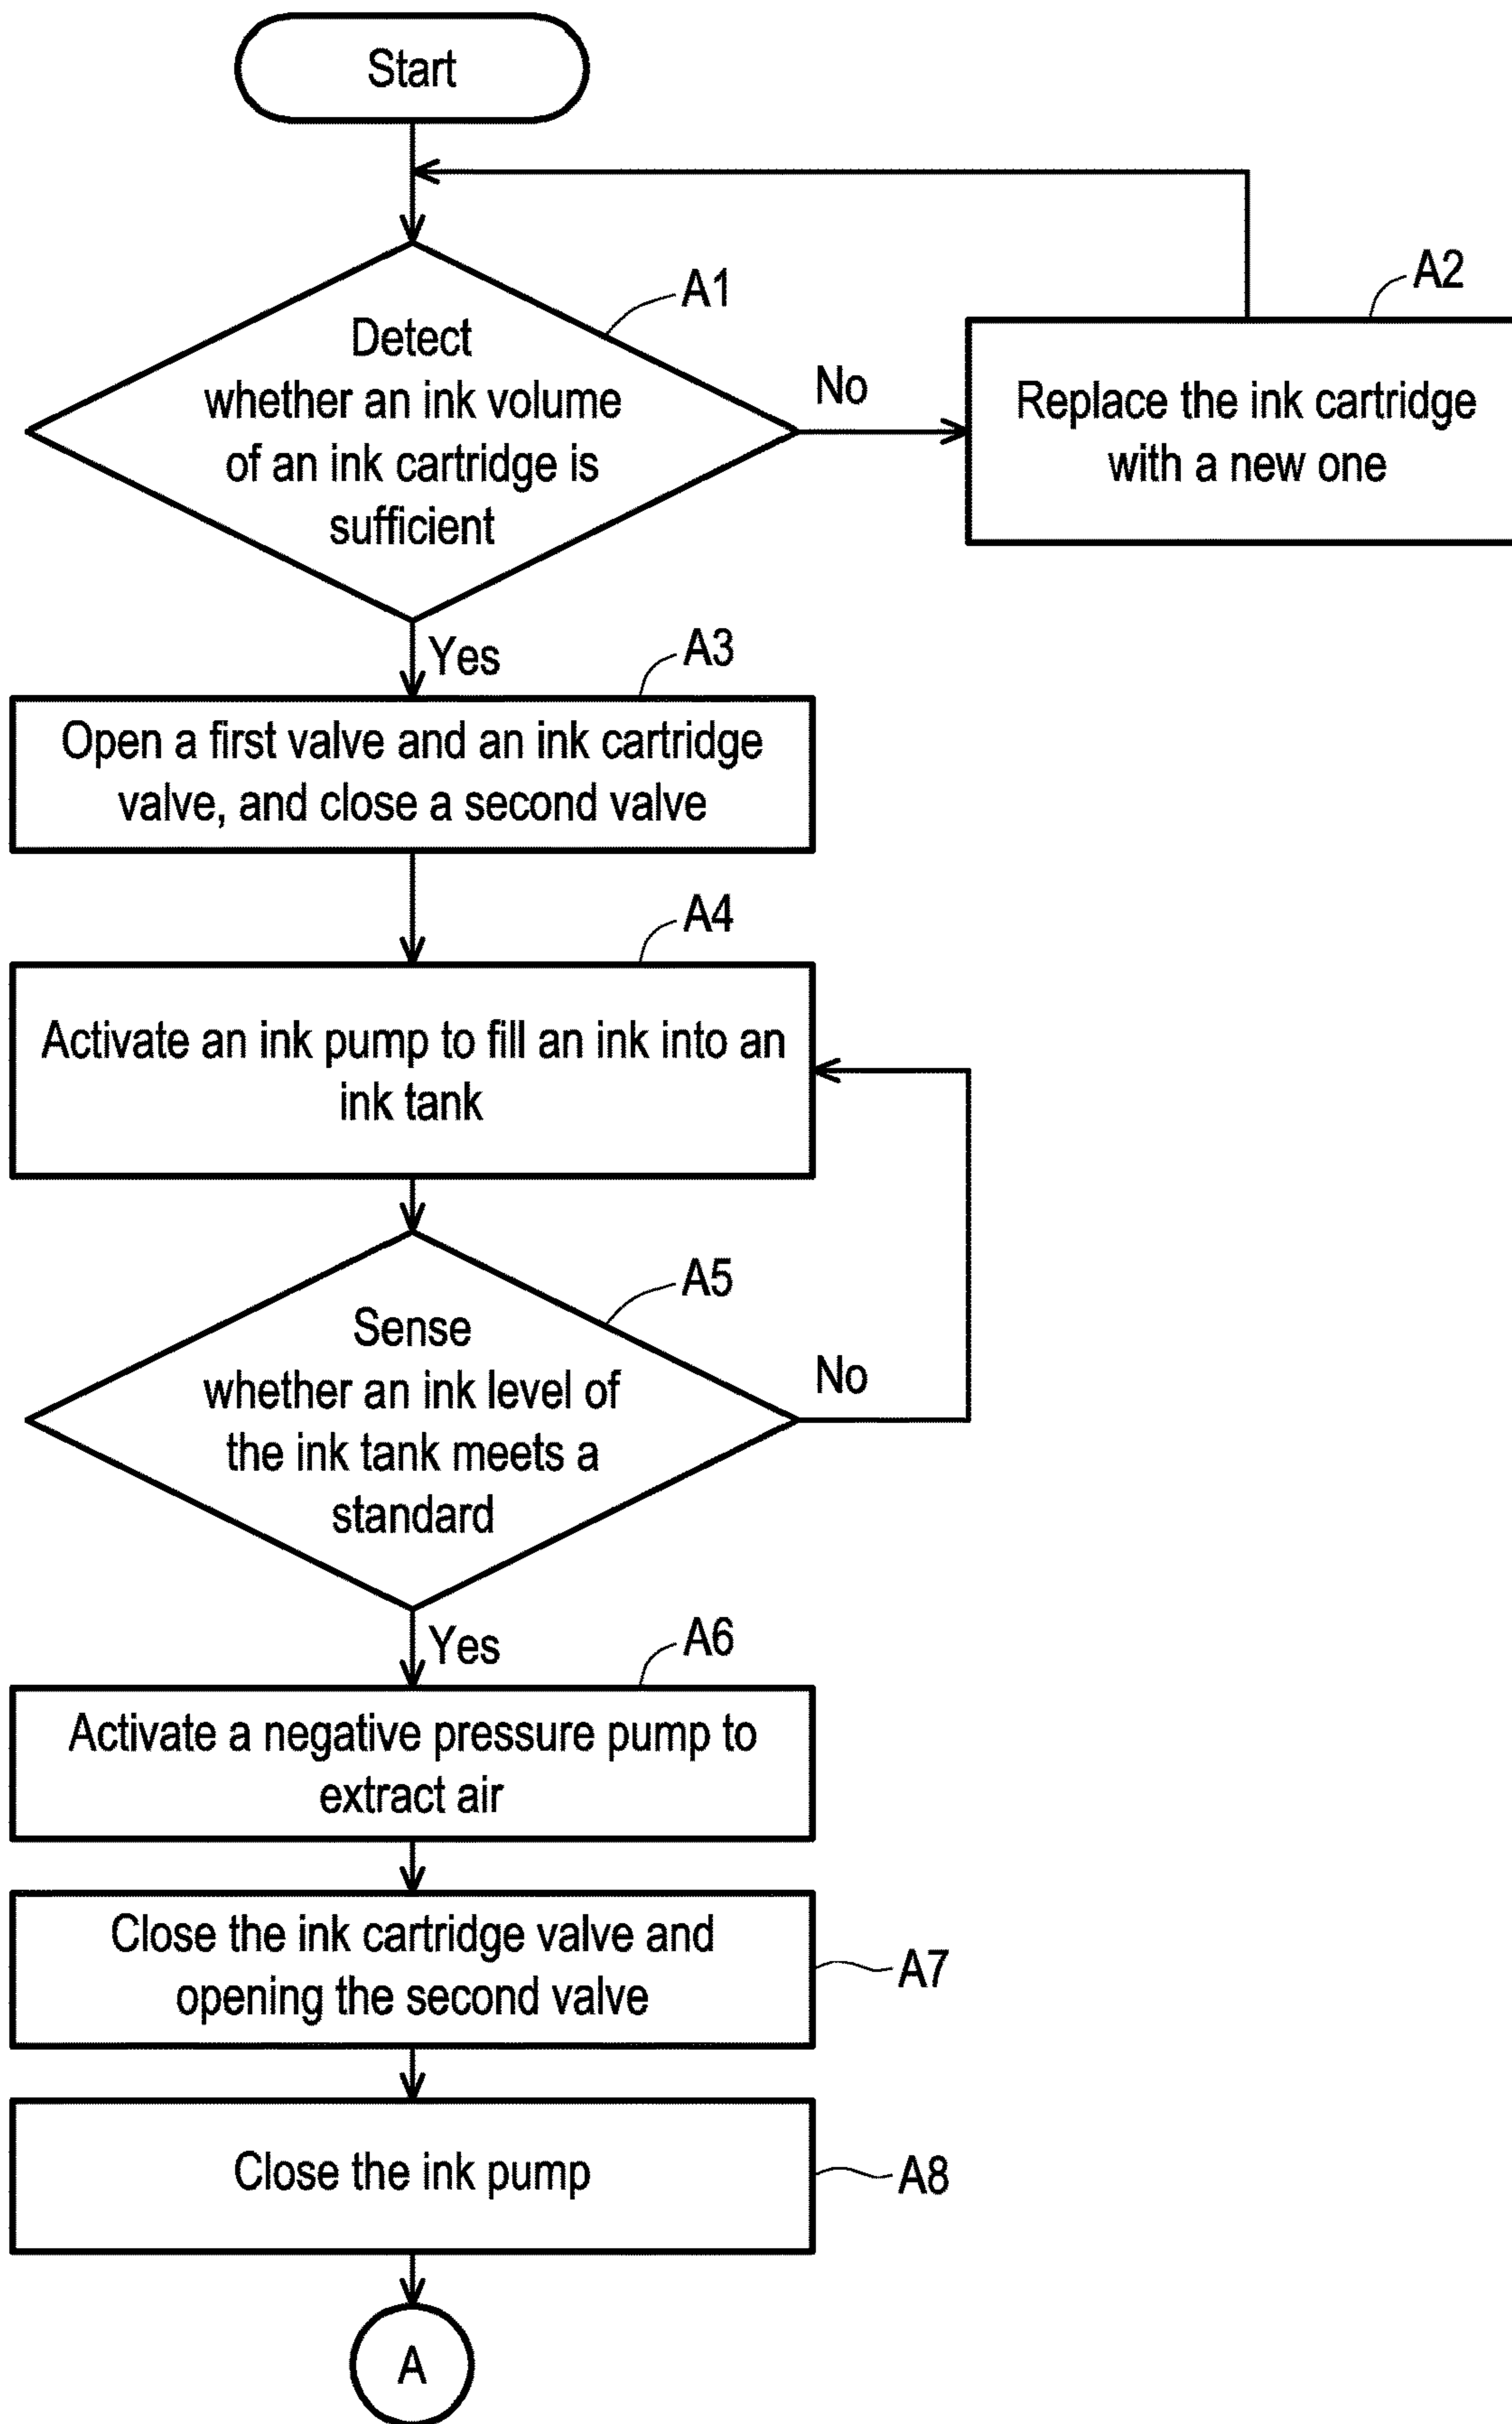 Start
A1
Detect
whether an ink volume
of an ink cartridge is
sufficient
No
A2
Replace the ink cartridge
with a new one
Yes
A3
Open a first valve and an ink cartridge
valve, and close a second valve
A4
Activate an ink pump to fill an ink into an
ink tank
A5
Sense
whether an ink level of
the ink tank meets a
standard
No
Yes
A6
Activate a negative pressure pump to
extract air
Close the ink cartridge valve and
opening the second valve
A7
Close the ink pump
A8
A